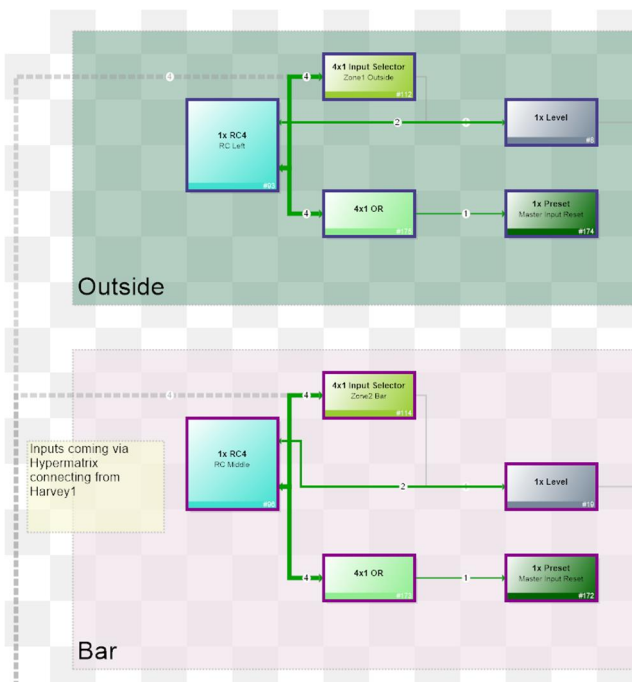 4
4
4x1 Input Selector
Zone1 Outside
#112
1x RC4
RC Left
#93
2
1x Level
4
4x1 OR
1
1x Preset
Master Input Reset
#174
Outside
4
4
4x1 Input Selector
Zone2 Bar
#114
Inputs coming via
Hypermatrix
connecting from
Harvey1
1x RC4
RC Middle
2
1x Level
#19
4
4x1 OR
1
1x Preset
Master Input Reset
#172
Bar